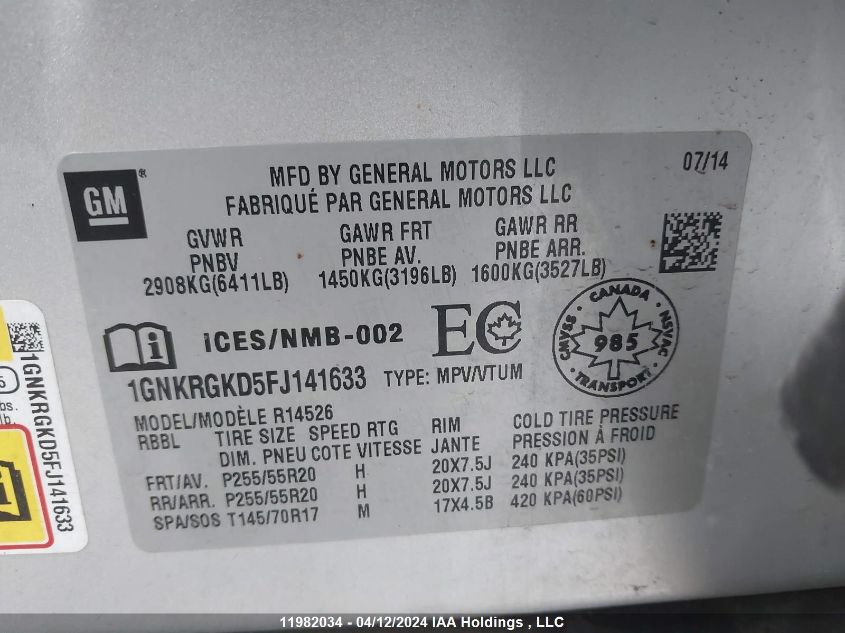 GM
MFD BY GENERAL MOTORS LLC
07/14
FABRIQUÉ PAR GENERAL MOTORS LLC
GVWR GAWR FRT GAWR RR
PNBV PNBE AV. PNBE ARR.
2908KG(6411LB) 1450KG(3196LB) 1600KG(3527LB)
i ICES/NMB-002 EC
CANADA
CMVSS 985 NSVAC
TRANSPORT
1GNKRGKD5FJ141633 TYPE: MPV/VTUM
MODEL/MODÈLE R14526
RBBL TIRE SIZE SPEED RTG RIM COLD TIRE PRESSURE
DIM. PNEU COTE VITESSE JANTE PRESSION À FROID
FRT/AV. P255/55R20 H 20X7.5J 240 KPA(35PSI)
RR/ARR. P255/55R20 H 20X7.5J 240 KPA(35PSI)
SPA/SOS T145/70R17 M 17X4.5B 420 KPA(60PSI)
1GNKRGKD5FJ141633
bs.
lb.
11982034 - 04/12/2024 IAA Holdings , LLC